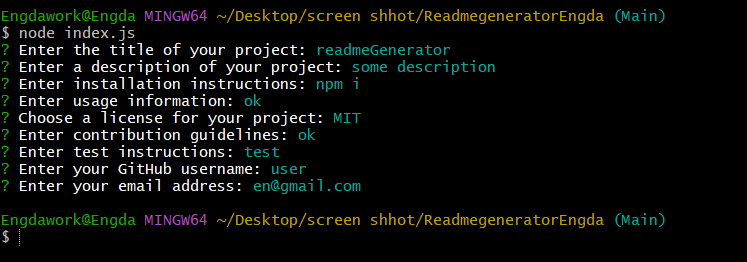 Engdawork@Engda MINGW64 ~/Desktop/screen shhot/ReadmegeneratorEngda (Main)
$ node index.js
? Enter the title of your project: readmeGenerator
? Enter a description of your project: some description
? Enter installation instructions: npm i
? Enter usage information: ok
? Choose a license for your project: MIT
? Enter contribution guidelines: ok
? Enter test instructions: test
? Enter your GitHub username: user
? Enter your email address: en@gmail.com
Engdawork@Engda MINGW64 ~/Desktop/screen shhot/ReadmegeneratorEngda (Main)
$